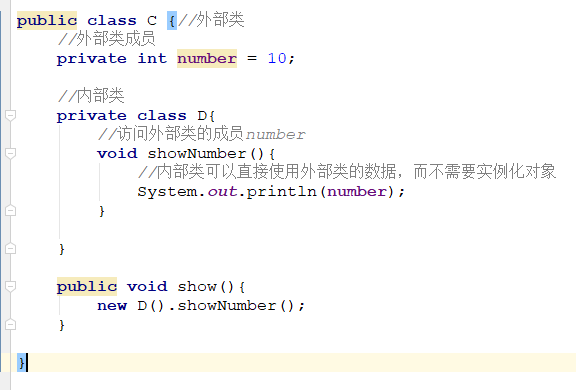 public class C {//外部类
//外部类成员
private int number = 10;
//内部类
private class D{
//访问外部类的成员number
void showNumber(){
//内部类可以直接使用外部类的数据，而不需要实例化对象
System.out.println(number);
}
}
public void show(){
new D().showNumber();
}
}